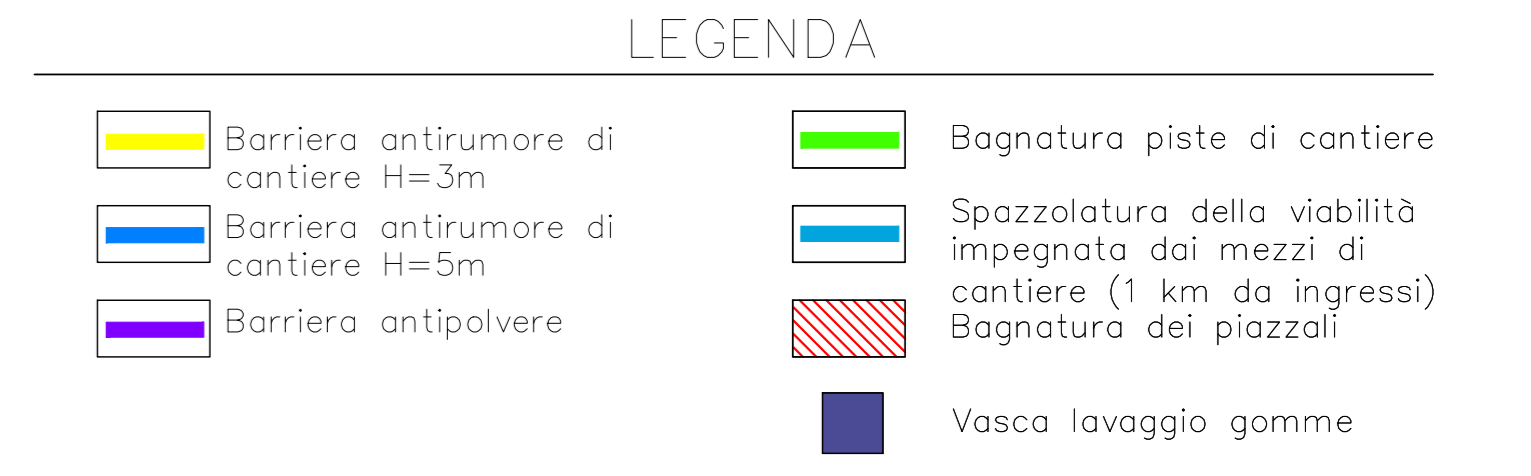 LEGENDA
Barriera antirumore di
cantiere H=3m
Barriera antirumore di
cantiere H=5m
Barriera antipolvere
Bagnatura piste di cantiere
Spazzolatura della viabilità
impegnata dai mezzi di
cantiere (1 km da ingressi)
Bagnatura dei piazzali
Vasca lavaggio gomme